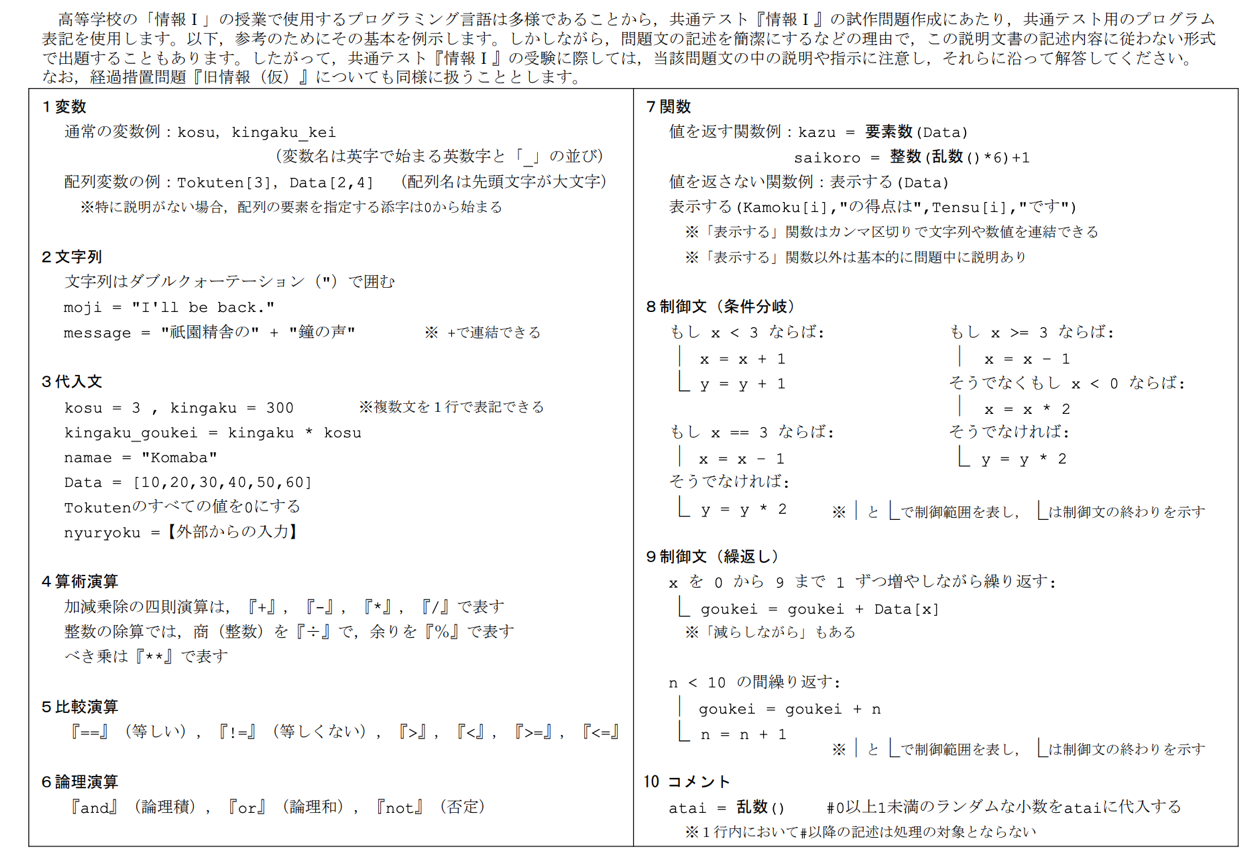 高等学校の「情報Ⅰ」の授業で使用するプログラミング言語は多様であることから，共通テスト『情報Ⅰ』の試作問題作成にあたり，共通テスト用のプログラム
表記を使用します。以下，参考のためにその基本を例示します。しかしながら，問題文の記述を簡潔にするなどの理由で，この説明文書の記述内容に従わない形式
で出題することもあります。したがって，共通テスト『情報Ⅰ』の受験に際しては，当該問題文の中の説明や指示に注意し，それらに沿って解答してください。
なお，経過措置問題『旧情報（仮）』についても同様に扱うこととします。
1 変数
通常の変数例：kosu，kingaku_kei
（変数名は英字で始まる英数字と「_」の並び）
配列変数の例：Tokuten[3]，Data[2,4]　（配列名は先頭文字が大文字）
※特に説明がない場合，配列の要素を指定する添字は0から始まる
2 文字列
文字列はダブルクォーテーション（"）で囲む
moji = "I'll be back."
message = "祇園精舎の" + "鐘の声"　※ +で連結できる
3 代入文
kosu = 3 , kingaku = 300　※複数文を１行で表記できる
kingaku_goukei = kingaku * kosu
namae = "Komaba"
Data = [10,20,30,40,50,60]
Tokutenのすべての値を0にする
nyuryoku =【外部からの入力】
4 算術演算
加減乗除の四則演算は，『+』，『-』，『*』，『/』で表す
整数の除算では，商（整数）を『÷』で，余りを『％』で表す
べき乗は『**』で表す
5 比較演算
『==』（等しい），『!=』（等しくない），『>』，『<』，『>=』，『<=』
6 論理演算
『and』（論理積），『or』（論理和），『not』（否定）
7 関数
値を返す関数例：kazu = 要素数(Data)
saikoro = 整数(乱数()*6)+1
値を返さない関数例：表示する(Data)
表示する(Kamoku[i],"の得点は",Tensu[i],"です")
※「表示する」関数はカンマ区切りで文字列や数値を連結できる
※「表示する」関数以外は基本的に問題中に説明あり
8 制御文（条件分岐）
もし x < 3 ならば:
│ x = x + 1
⎿ y = y + 1
もし x == 3 ならば:
│ x = x - 1
そうでなければ:
⎿ y = y * 2
もし x >= 3 ならば:
│ x = x - 1
そうでなくもし x < 0 ならば:
│ x = x * 2
そうでなければ:
⎿ y = y * 2
※ │ と ⎿ で制御範囲を表し，⎿は制御文の終わりを示す
9 制御文（繰返し）
x を 0 から 9 まで 1 ずつ増やしながら繰り返す:
⎿ goukei = goukei + Data[x]
※「減らしながら」もある
n < 10 の間繰り返す:
│ goukei = goukei + n
⎿ n = n + 1
※ │ と ⎿ で制御範囲を表し，⎿は制御文の終わりを示す
10 コメント
atai = 乱数()　#0以上1未満のランダムな小数をataiに代入する
※１行内において#以降の記述は処理の対象とならない